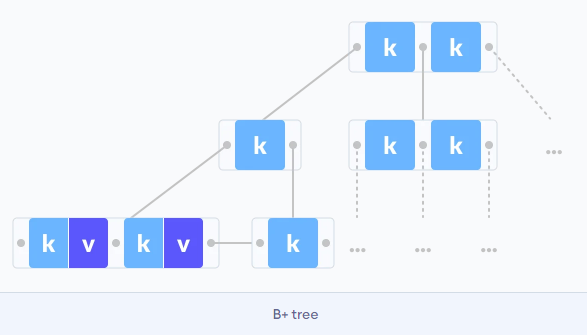 k k
k k k
...
k v k v k
... ... ...
B+ tree